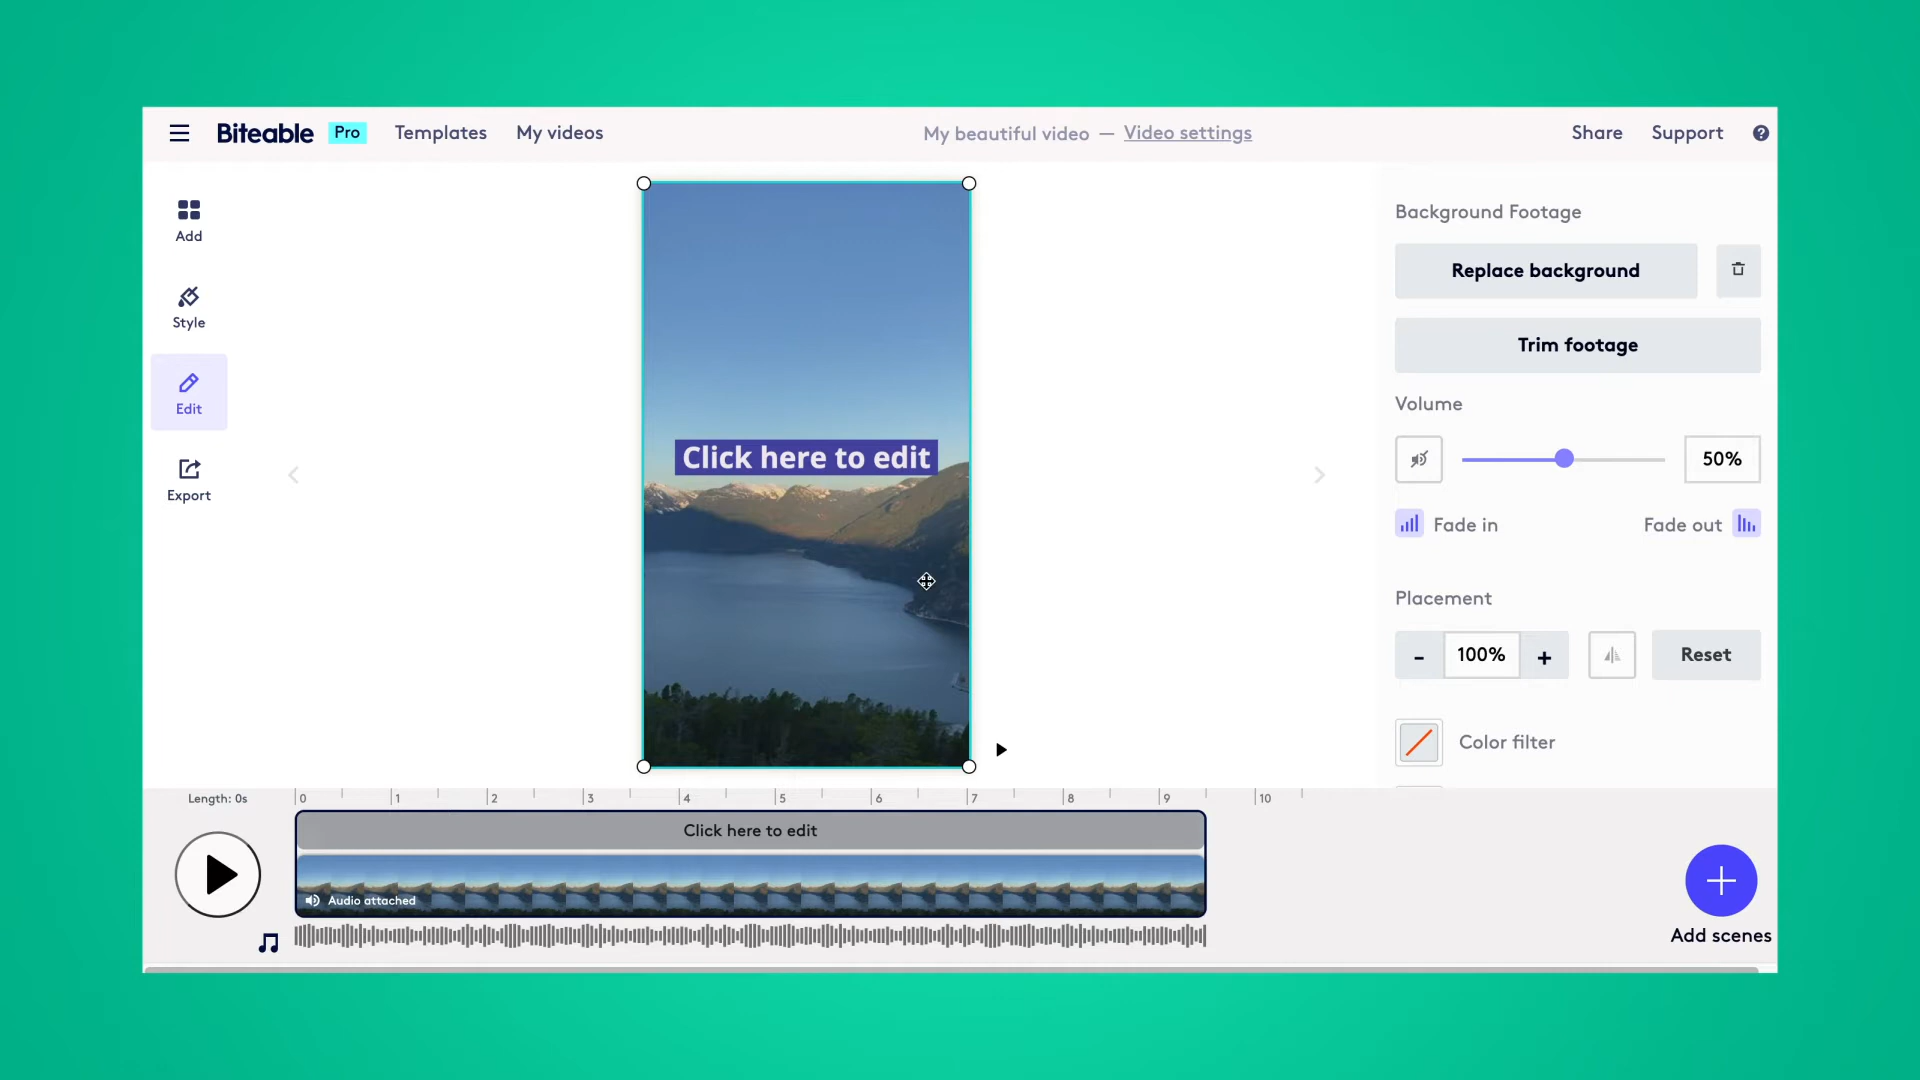 Biteable Pro Templates My videos My beautiful video — Video settings Share Support ?
Add
Style
Edit
Export
Click here to edit
Background Footage
Replace background
Trim footage
Volume
50%
Fade in Fade out
Placement
- 100% + Reset
Color filter
Length: 0s 0 1 2 3 4 5 6 7 8 9 10
Click here to edit
Audio attached
Add scenes